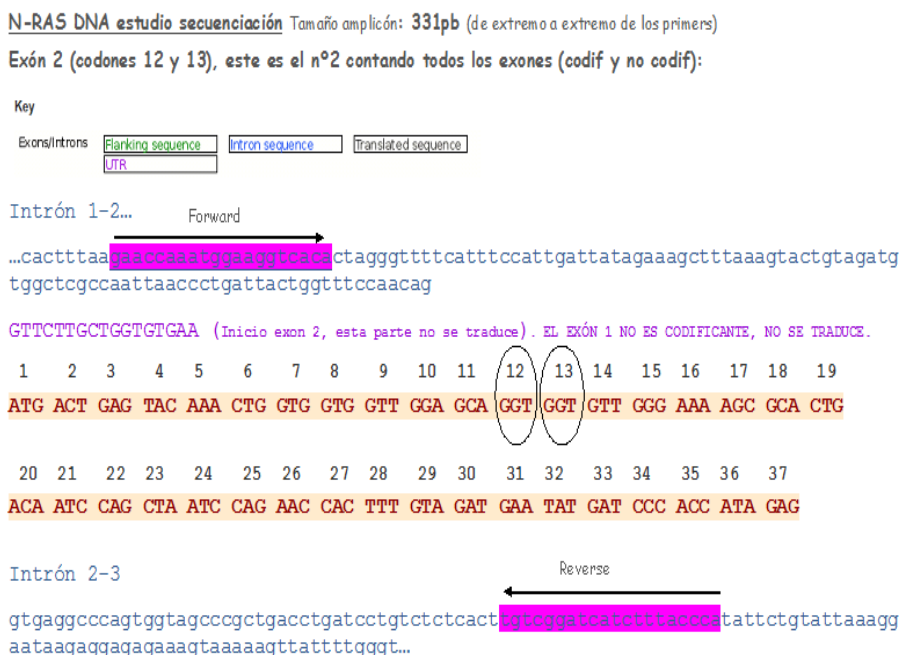 N-RAS DNA estudio secuenciación Tamaño amplicón: 331pb (de extremo a extremo de los primers)
Exón 2 (codones 12 y 13), este es el nº2 contando todos los exones (codif y no codif):
Key
Exons/Introns Flanking sequence Intron sequence Translated sequence
UTR
Intrón 1-2… Forward
…cactttaagaaccaaatggaaggtcacactagggttttcatttccattgattatagaaagctttaaagtactgtagatg
tggctcgccaattaaccctgattactggtttccaacag
GTTCTTGCTGGTGTGAA (Inicio exon 2, esta parte no se traduce). EL EXÓN 1 NO ES CODIFICANTE, NO SE TRADUCE.
1 2 3 4 5 6 7 8 9 10 11 12 13 14 15 16 17 18 19
ATG ACT GAG TAC AAA CTG GTG GTG GTT GGA GCA GGT GGT GTT GGG AAA AGC GCA CTG
20 21 22 23 24 25 26 27 28 29 30 31 32 33 34 35 36 37
ACA ATC CAG CTA ATC CAG AAC CAC TTT GTA GAT GAA TAT GAT CCC ACC ATA GAG
Intrón 2-3 Reverse
gtgaggcccagtggtagcccgctgacctgatcctgtctctcacttgtcggatcatctttacccatattctgtattaaagg
aataagaggagagaaagtaaaaagttattttgggt…